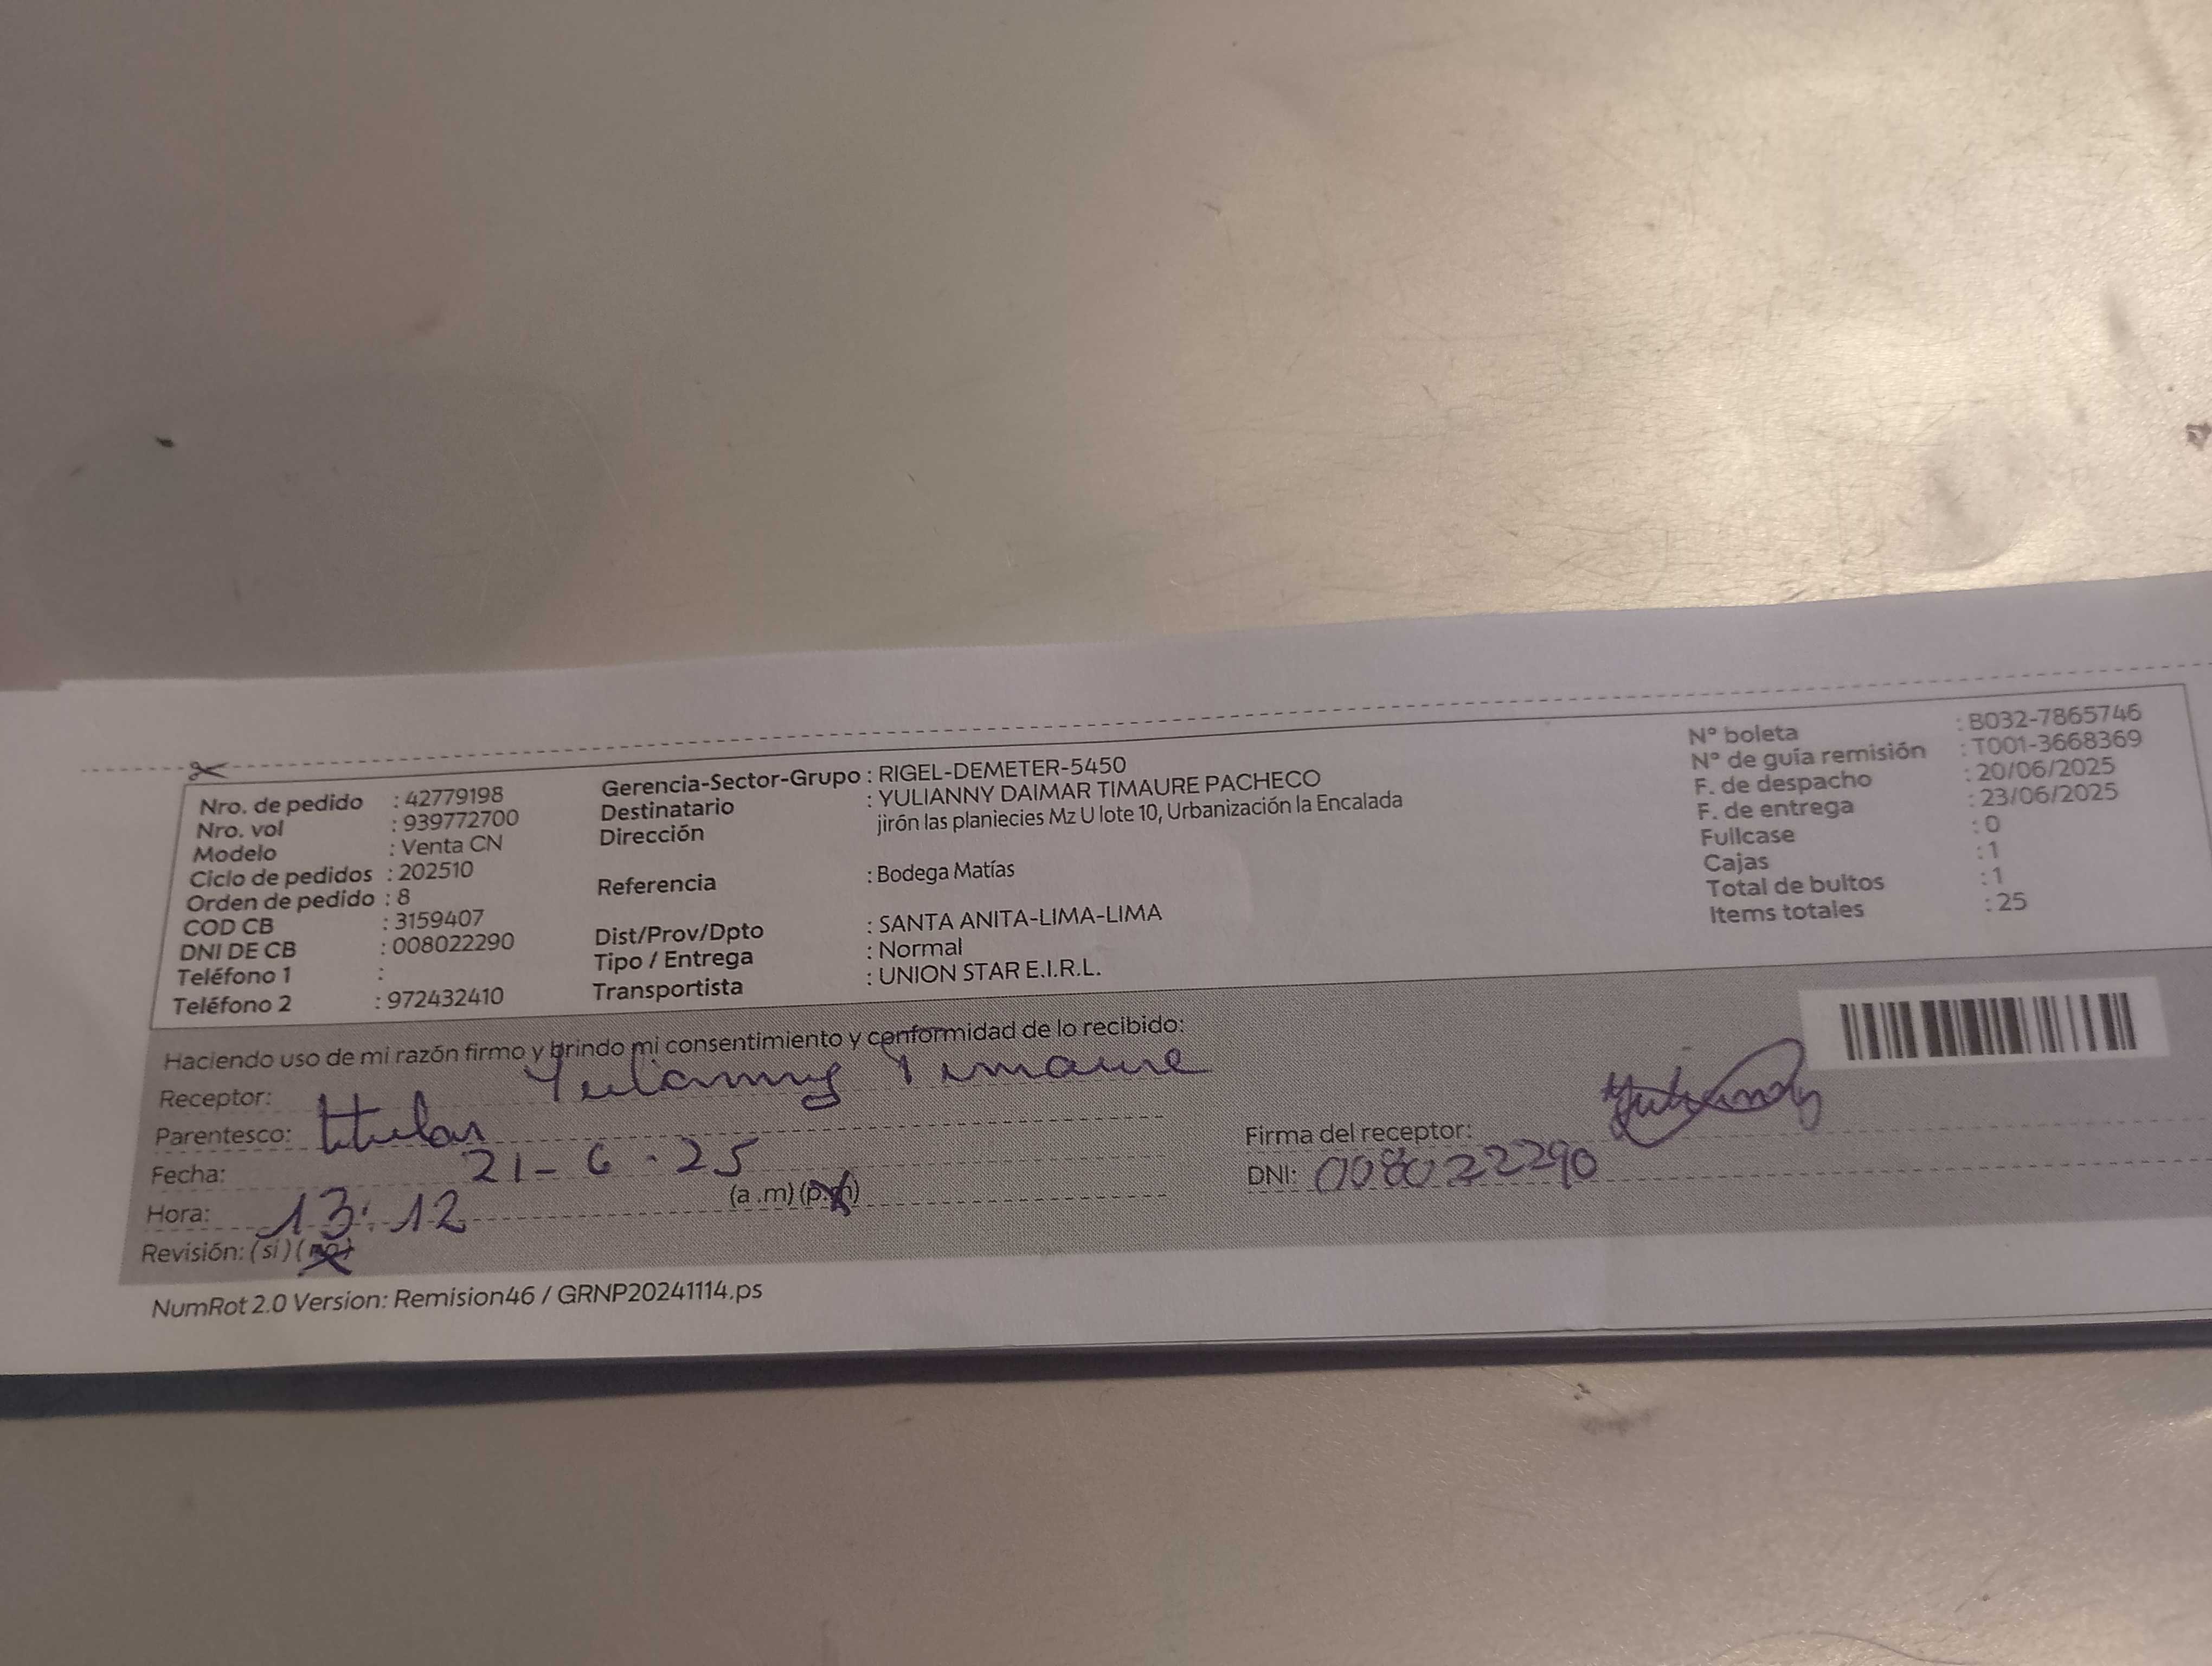 Nro. de pedido : 42779198
Nro. vol : 939772700
Modelo : Venta CN
Ciclo de pedidos : 202510
Orden de pedido : 8
COD CB : 3159407
DNI DE CB : 008022290
Teléfono 1 :
Teléfono 2 : 972432410
Gerencia-Sector-Grupo : RIGEL-DEMETER-5450
Destinatario : YULIANNY DAIMAR TIMAURE PACHECO
Dirección jirón las planiecies Mz U lote 10, Urbanización la Encalada
Referencia : Bodega Matías
Dist/Prov/Dpto : SANTA ANITA-LIMA-LIMA
Tipo / Entrega : Normal
Transportista : UNION STAR E.I.R.L.
N° boleta : B032-7865746
N° de guía remisión : T001-3668369
F. de despacho : 20/06/2025
F. de entrega : 23/06/2025
Fullcase : 0
Cajas : 1
Total de bultos : 1
Items totales : 25
Haciendo uso de mi razón firmo y brindo mi consentimiento y conformidad de lo recibido:
Receptor: Yulianny Timaure
Parentesco: titular
Fecha: 21-6-25
Hora: 13:12 (a.m) (p.m)
Revisión: (si) (no)
Firma del receptor: Yulianny
DNI: 008022290
NumRot 2.0 Version: Remision46 / GRNP20241114.ps